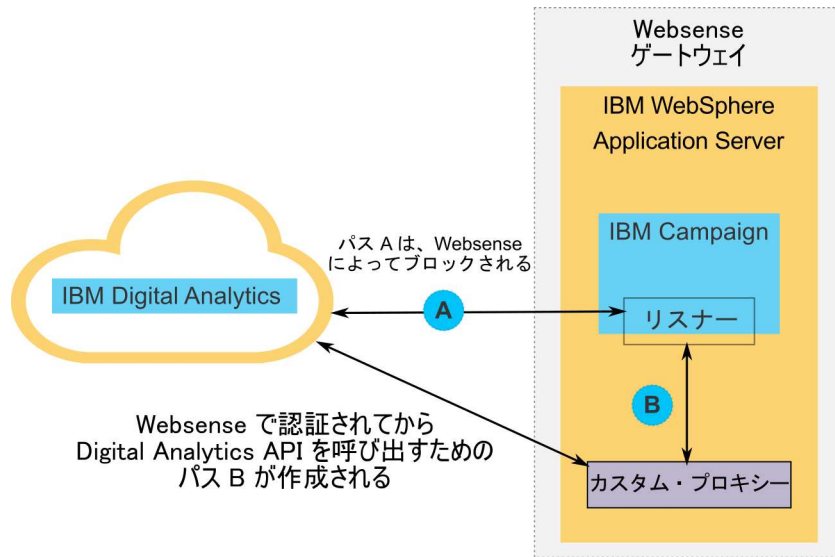 Websense
ゲートウェイ
IBM WebSphere
Application Server
IBM Campaign
リスナー
パス A は、Websense
によってブロックされる
IBM Digital Analytics
A
B
Websense で認証されてから
Digital Analytics API を呼び出すための
パス B が作成される
カスタム・プロキシー